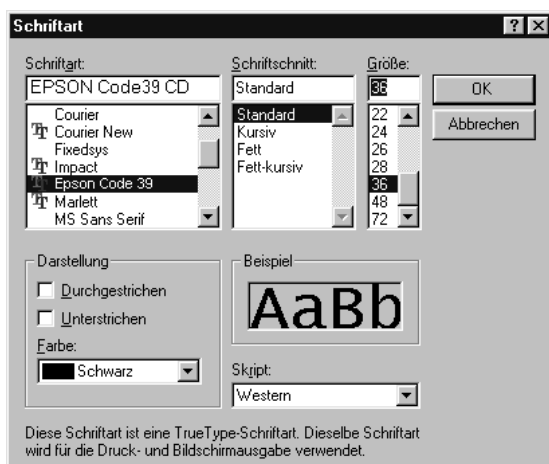 Schriftart
Schriftart: Schriftschnitt: Größe:
EPSON Code39 CD Standard 36
Courier Standard 22
Courier New Kursiv 24
Fixedsys Fett 26
Impact Fett-kursiv 28
Epson Code 39 36
Marlett 48
MS Sans Serif 72
OK
Abbrechen
Darstellung
Durchgestrichen
Unterstrichen
Farbe:
Schwarz
Beispiel
AaBb
Skript:
Western
Diese Schriftart ist eine TrueType-Schriftart. Dieselbe Schriftart
wird für die Druck- und Bildschirmausgabe verwendet.